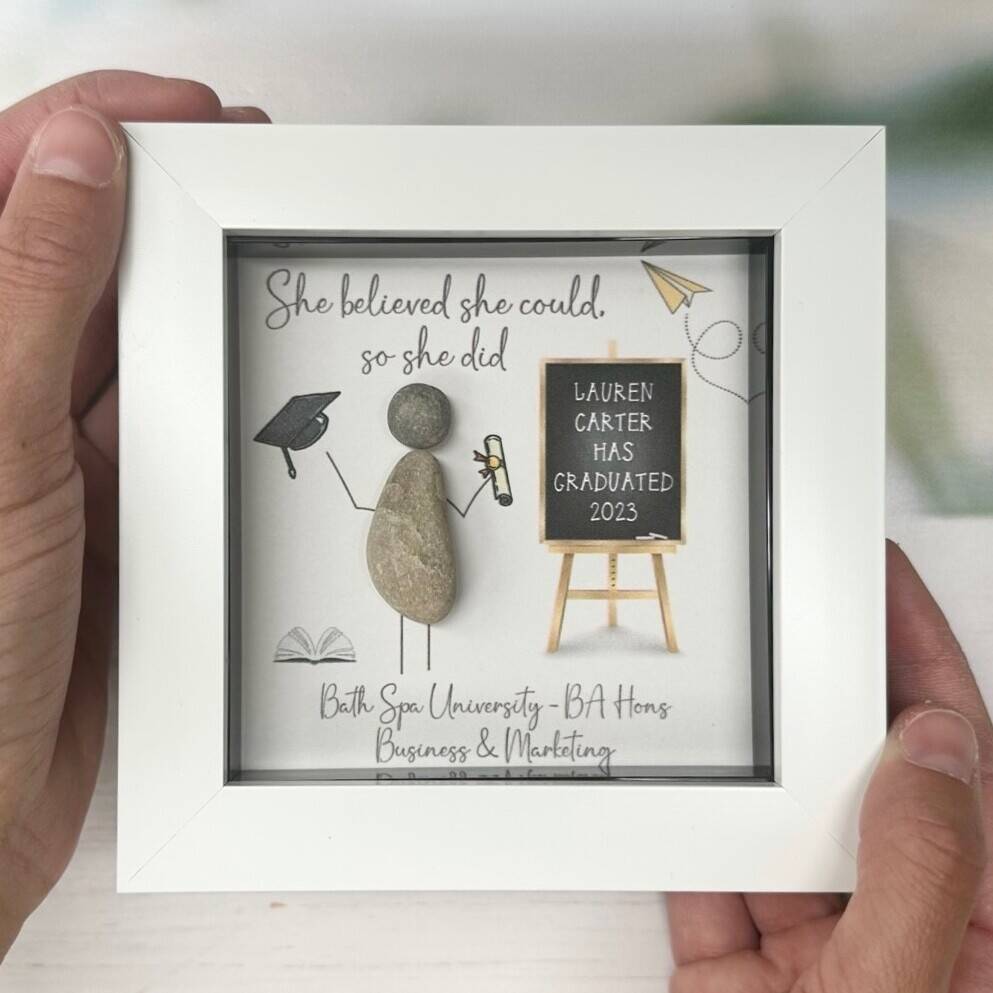 She believed she could,
so she did
LAUREN
CARTER
HAS
GRADUATED
2023
Bath Spa University - BA Hons
Business & Marketing